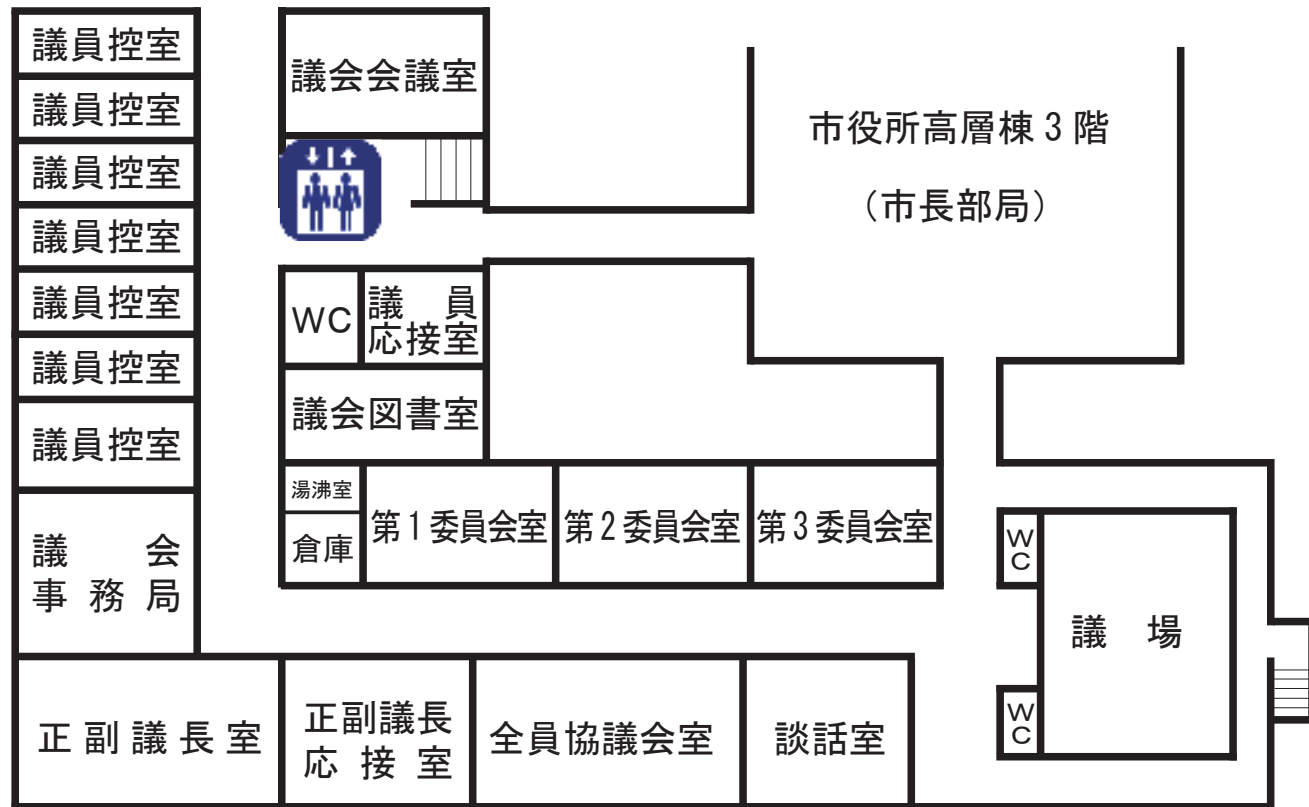 議員控室
議員控室
議員控室
議員控室
議員控室
議員控室
議員控室
議会
事務局
議会会議室
市役所高層棟3階
（市長部局）
WC
議員
応接室
議会図書室
湯沸室
倉庫
第1委員会室
第2委員会室
第3委員会室
WC
議場
WC
正副議長室
正副議長
応接室
全員協議会室
談話室